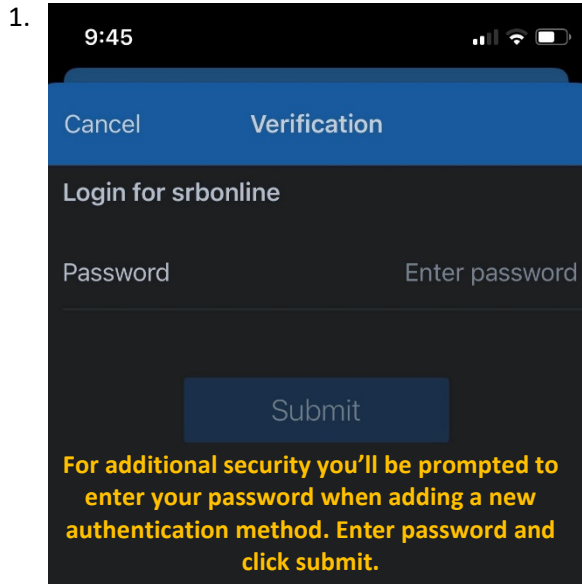 1.
9:45
Cancel Verification
Login for srbonline
Password Enter password
Submit
For additional security you’ll be prompted to
enter your password when adding a new
authentication method. Enter password and
click submit.